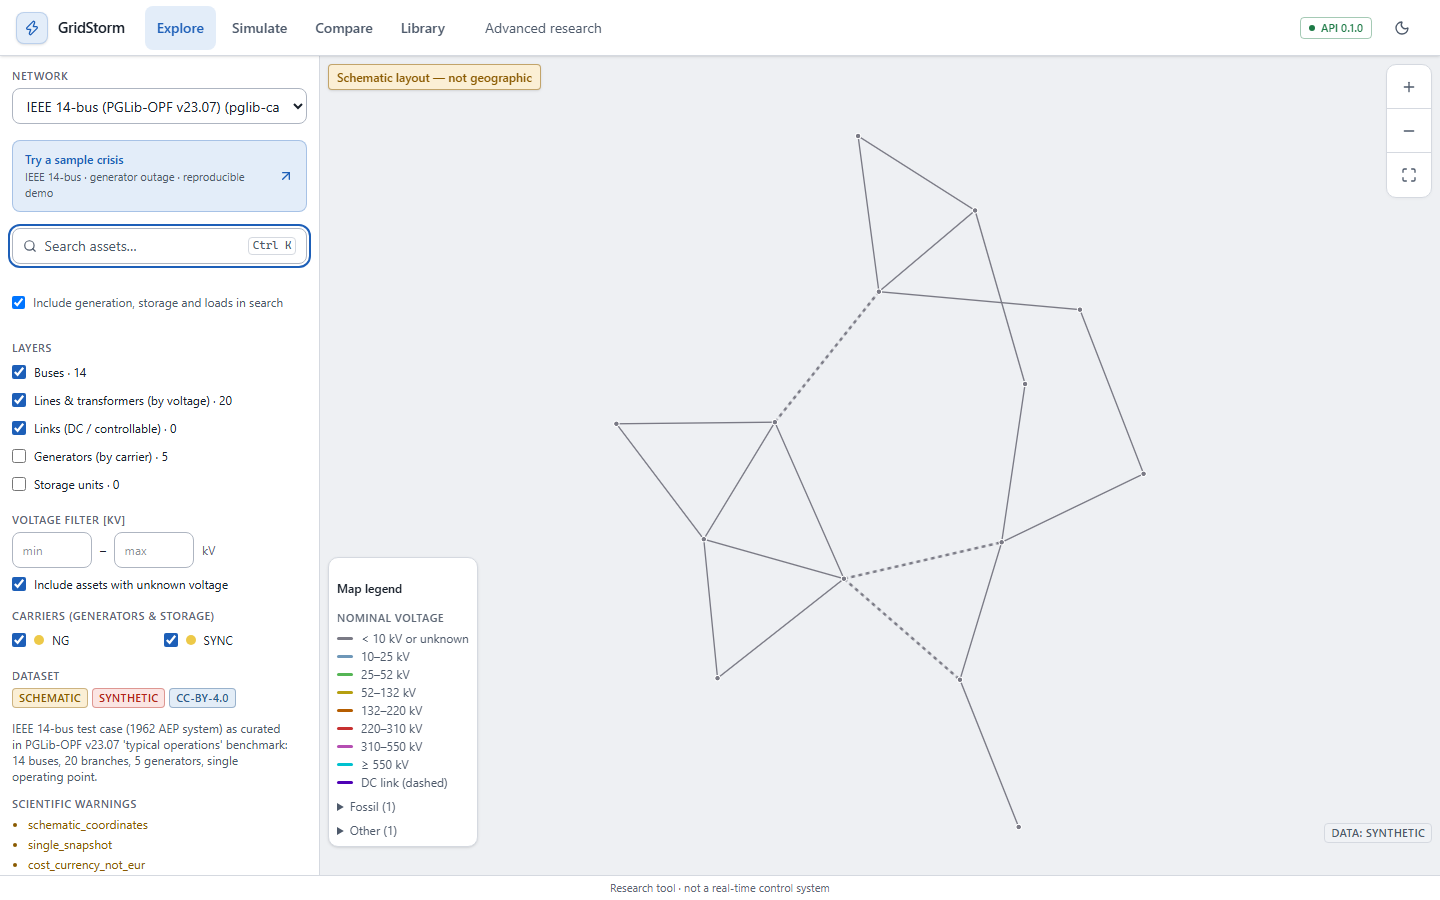 GridStorm
Explore
Simulate
Compare
Library
Advanced research
API 0.1.0
NETWORK
IEEE 14-bus (PGLib-OPF v23.07) (pglib-ca
Try a sample crisis
IEEE 14-bus · generator outage · reproducible
demo
Search assets...
Ctrl K
Include generation, storage and loads in search
LAYERS
Buses · 14
Lines & transformers (by voltage) · 20
Links (DC / controllable) · 0
Generators (by carrier) · 5
Storage units · 0
VOLTAGE FILTER [KV]
min – max kV
Include assets with unknown voltage
CARRIERS (GENERATORS & STORAGE)
NG
SYNC
DATASET
SCHEMATIC
SYNTHETIC
CC-BY-4.0
IEEE 14-bus test case (1962 AEP system) as curated
in PGLib-OPF v23.07 'typical operations' benchmark:
14 buses, 20 branches, 5 generators, single
operating point.
SCIENTIFIC WARNINGS
• schematic_coordinates
• single_snapshot
• cost_currency_not_eur
Schematic layout — not geographic
Map legend
NOMINAL VOLTAGE
< 10 kV or unknown
10–25 kV
25–52 kV
52–132 kV
132–220 kV
220–310 kV
310–550 kV
≥ 550 kV
DC link (dashed)
Fossil (1)
Other (1)
DATA: SYNTHETIC
Research tool · not a real-time control system